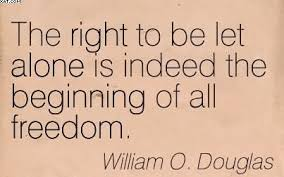 The right to be let
alone is indeed the
beginning of all
freedom.
William O. Douglas